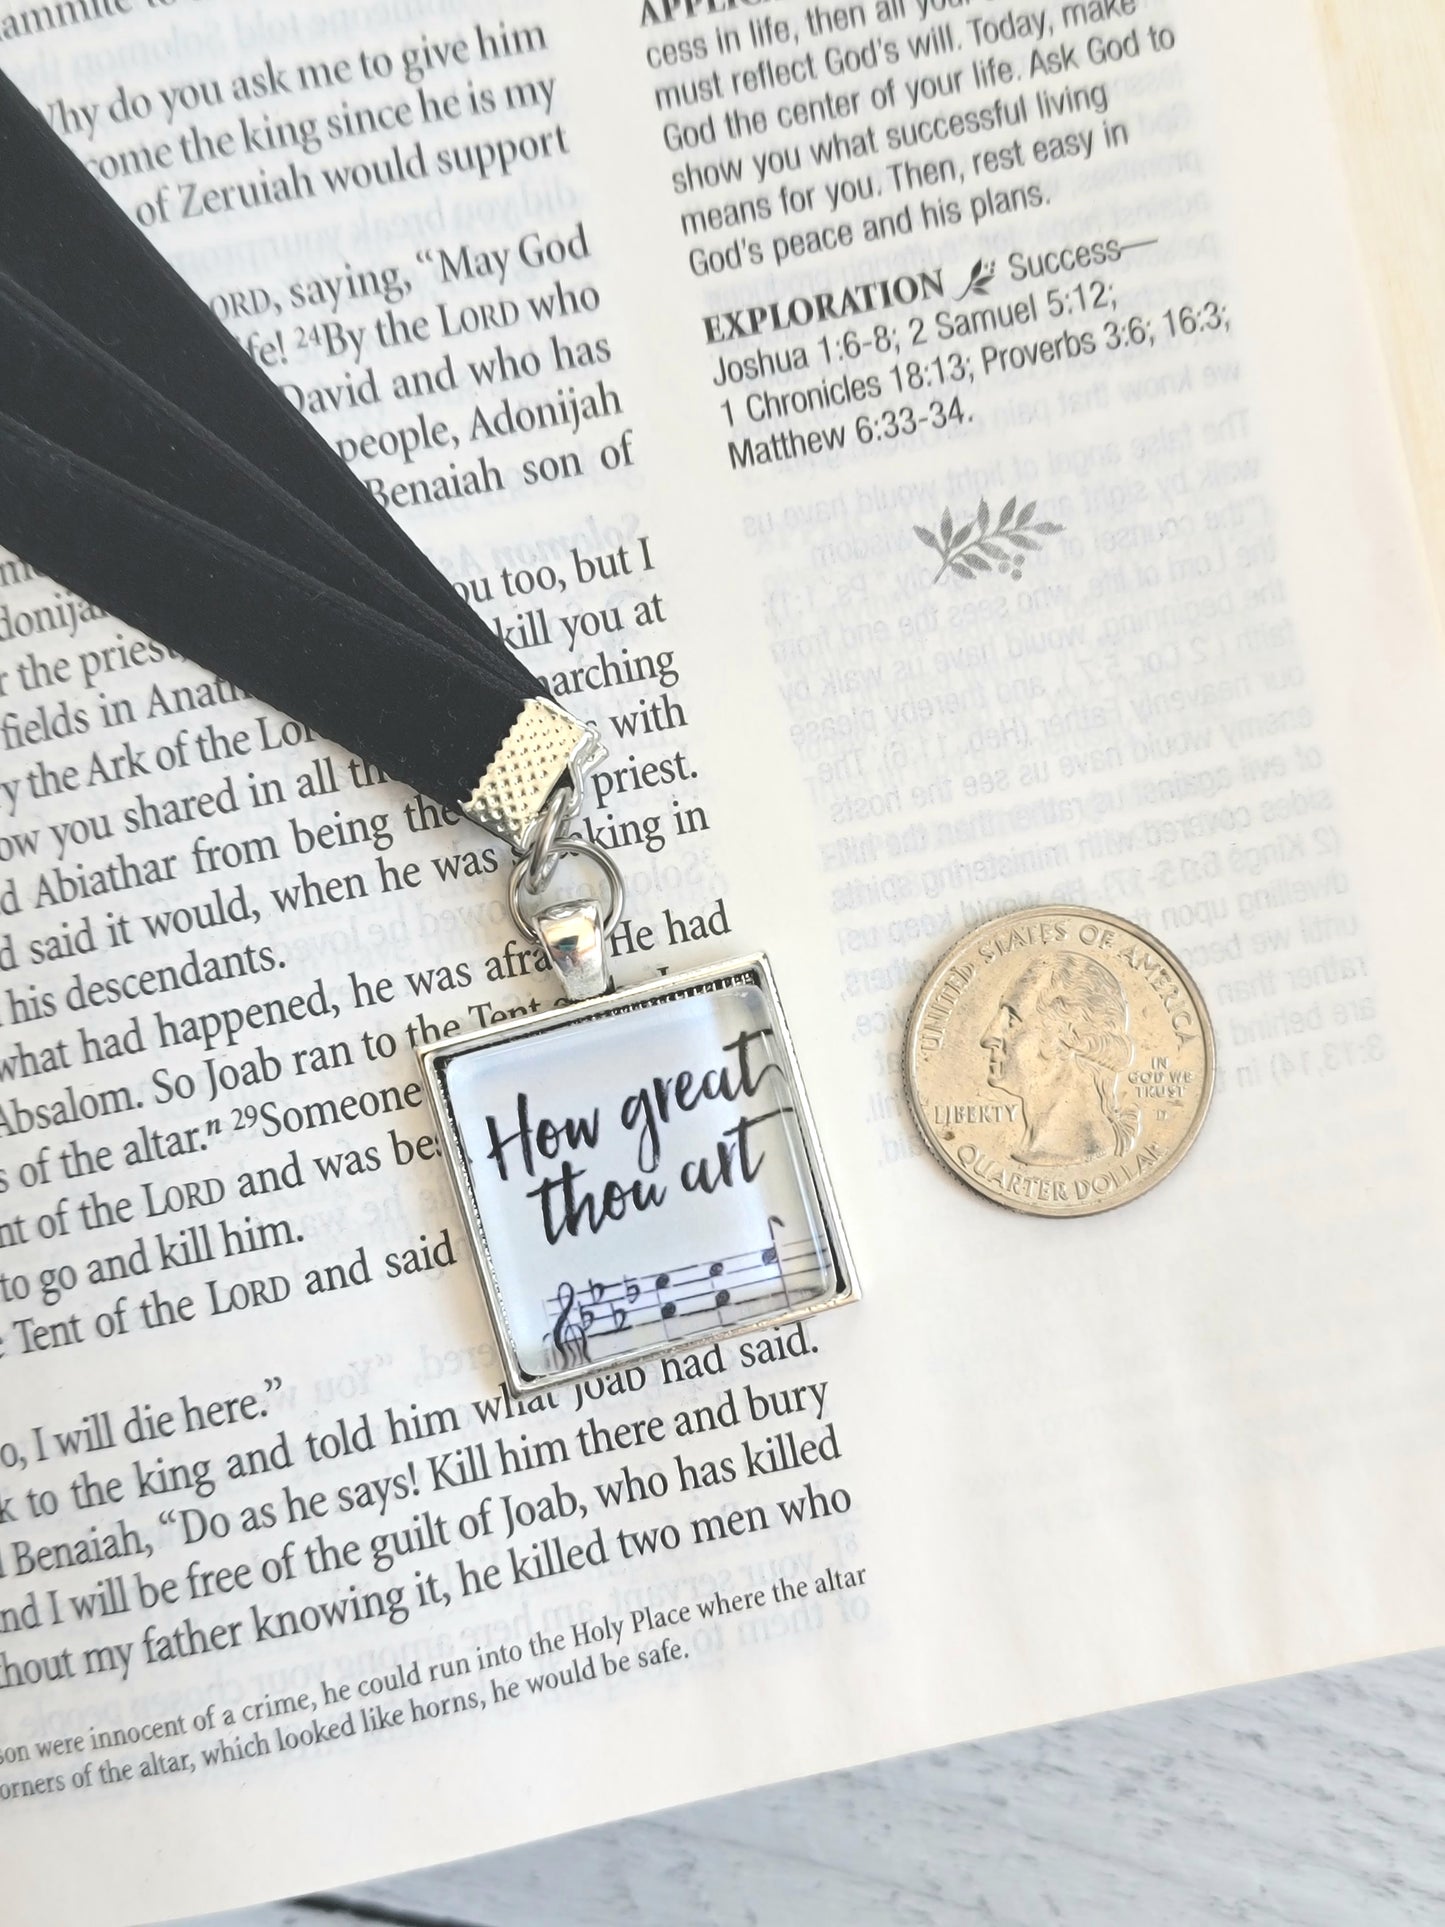 Why do you ask me to give him
come the king since he is my
of Zeruiah would support
ORD, saying, “May God
fe! 24By the LORD who
David and who has
people, Adonijah
Benaiah son of
ou too, but I
kill you at
arching
with
r the priest
fields in Anath
y the Ark of the Lor
priest.
ow you shared in all th
d Abiathar from being the
king in
d said it would, when he was
his descendants.
what had happened, he was afra
He had
Absalom. So Joab ran to the Tent o
s of the altar.n 29Someone
nt of the LORD and was bes
to go and kill him.
Tent of the LORD and said
o, I will die here.”
k to the king and told him what Joab had said.
Benaiah, “Do as he says! Kill him there and bury
nd I will be free of the guilt of Joab, who has killed
hout my father knowing it, he killed two men who
son were innocent of a crime, he could run into the Holy Place where the altar
orners of the altar, which looked like horns, he would be safe.
cess in life, then all
must reflect God’s will. Today, make
God the center of your life. Ask God to
show you what successful living
means for you. Then, rest easy in
God’s peace and his plans.
EXPLORATION Success—
Joshua 1:6-8; 2 Samuel 5:12;
1 Chronicles 18:13; Proverbs 3:6; 16:3;
Matthew 6:33-34.
How great
thou art
UNITED STATES OF AMERICA
LIBERTY
IN
GOD WE
TRUST
D
QUARTER DOLLAR